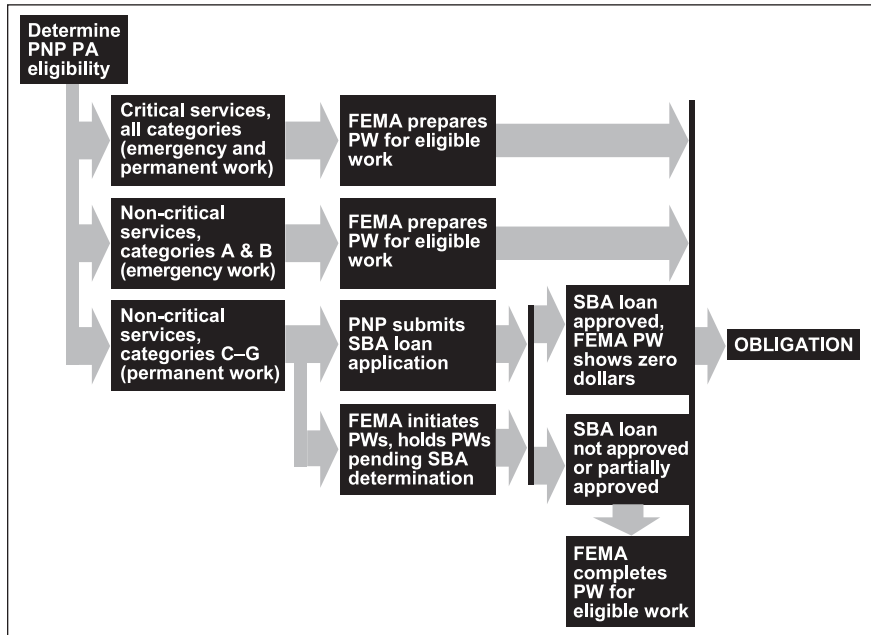 Determine
PNP PA
eligibility
Critical services,
all categories
(emergency and
permanent work)
FEMA prepares
PW for eligible
work
Non-critical
services,
categories A & B
(emergency work)
FEMA prepares
PW for eligible
work
Non-critical
services,
categories C–G
(permanent work)
PNP submits
SBA loan
application
FEMA initiates
PWs, holds PWs
pending SBA
determination
SBA loan
approved,
FEMA PW
shows zero
dollars
SBA loan
not approved
or partially
approved
FEMA
completes
PW for
eligible work
OBLIGATION